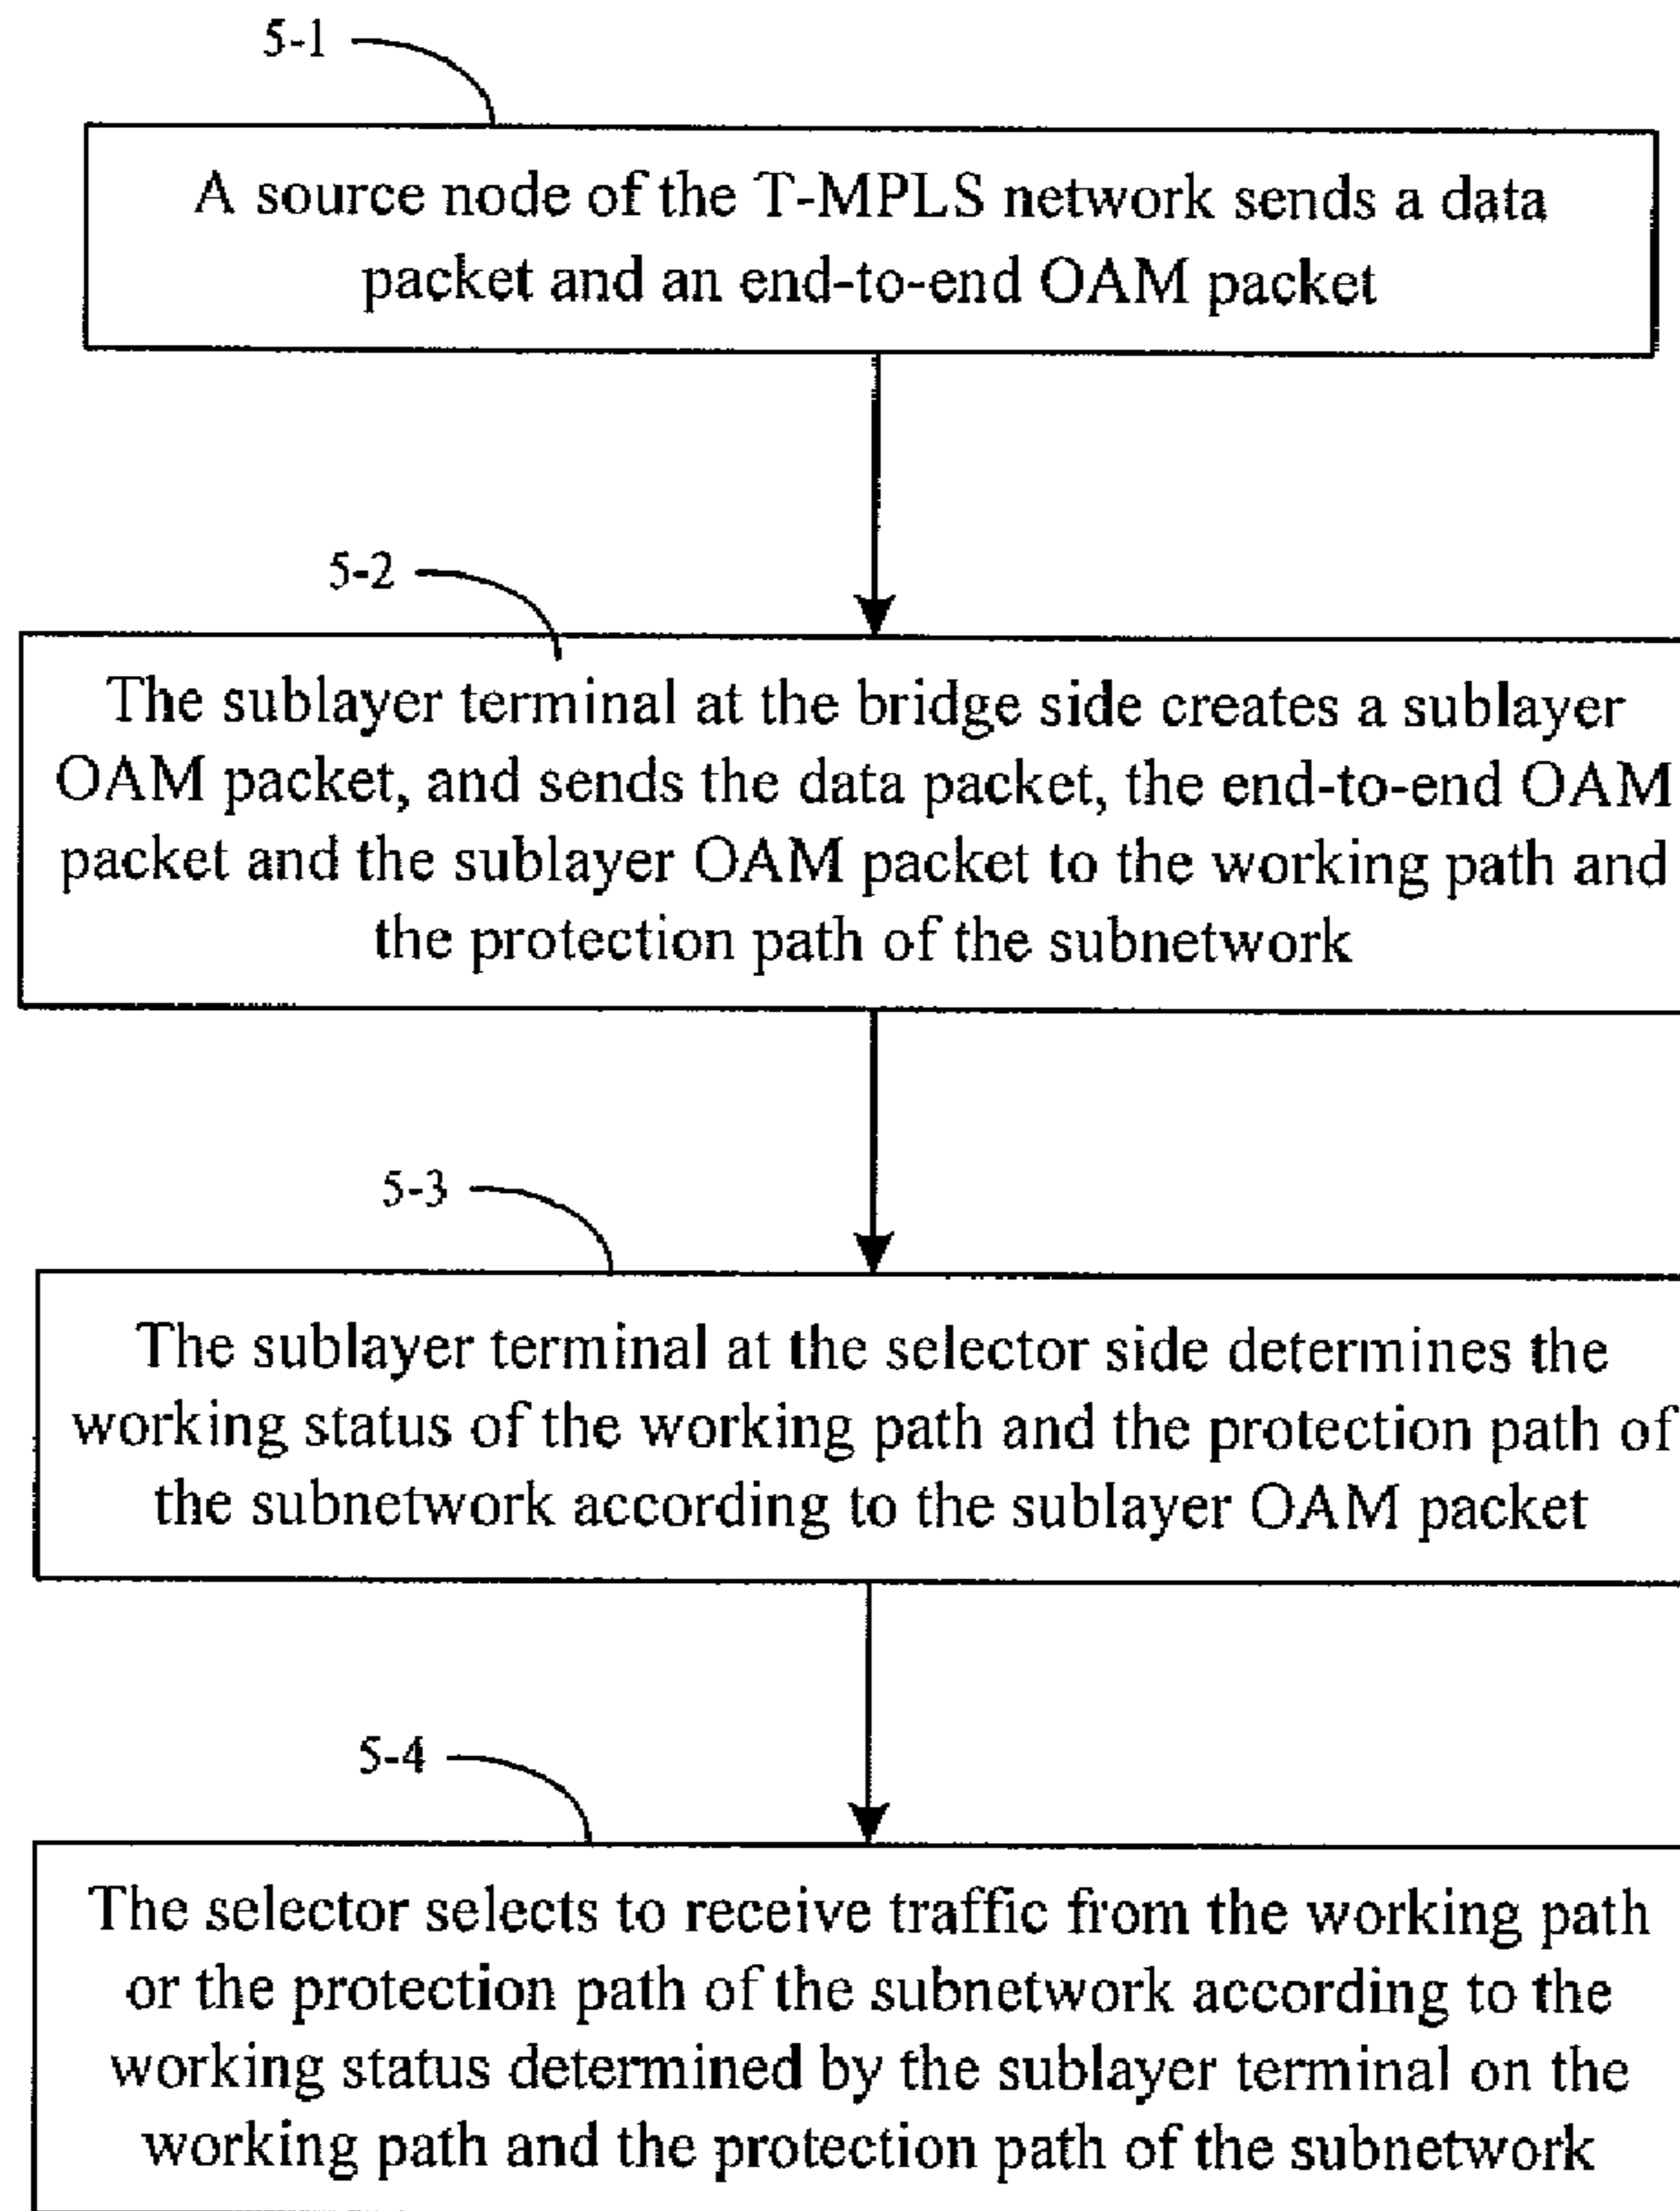 5-1
A source node of the T-MPLS network sends a data
packet and an end-to-end OAM packet
5-2
The sublayer terminal at the bridge side creates a sublayer
OAM packet, and sends the data packet, the end-to-end OAM
packet and the sublayer OAM packet to the working path and
the protection path of the subnetwork
5-3
The sublayer terminal at the selector side determines the
working status of the working path and the protection path of
the subnetwork according to the sublayer OAM packet
5-4
The selector selects to receive traffic from the working path
or the protection path of the subnetwork according to the
working status determined by the sublayer terminal on the
working path and the protection path of the subnetwork